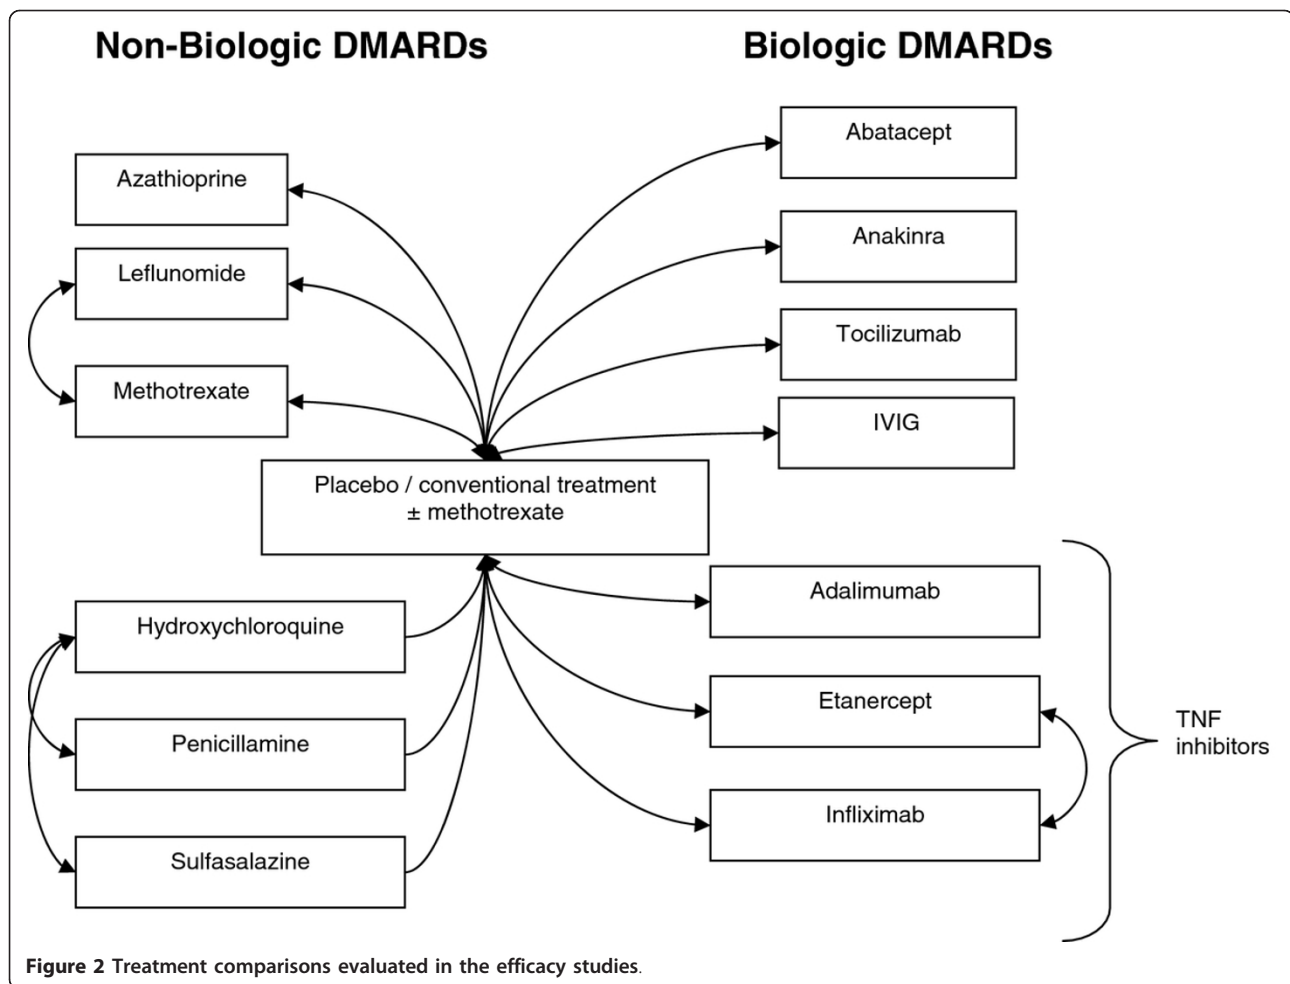 Non-Biologic DMARDs
Biologic DMARDs
Azathioprine
Leflunomide
Methotrexate
Abatacept
Anakinra
Tocilizumab
IVIG
Placebo / conventional treatment
± methotrexate
Hydroxychloroquine
Penicillamine
Sulfasalazine
Adalimumab
Etanercept
Infliximab
TNF
inhibitors
Figure 2 Treatment comparisons evaluated in the efficacy studies.